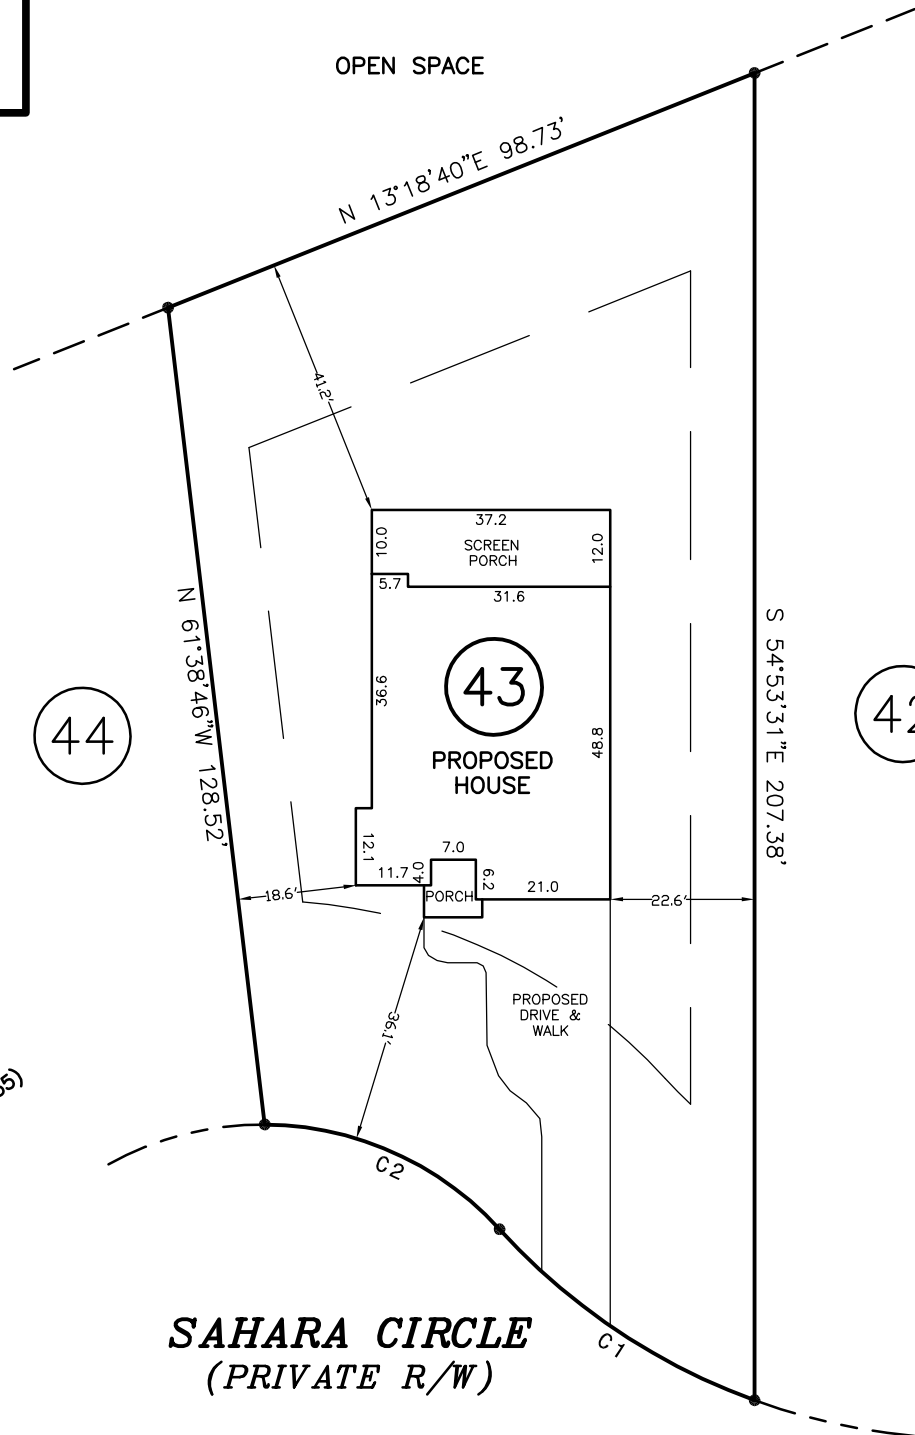 OPEN SPACE
N 13°18'40"E 98.73'
41.2'
37.2
10.0
SCREEN
PORCH
12.0
5.7
31.6
N 61°38'46"W 128.52'
S 54°53'31"E 207.38'
44
43
42
39.6
PROPOSED
HOUSE
48.8
12.1
7.0
11.7
4.0
6.2
21.0
PORCH
18.6'
22.6'
PROPOSED
DRIVE &
WALK
36.1'
C2
C1
SAHARA CIRCLE
(PRIVATE R/W)